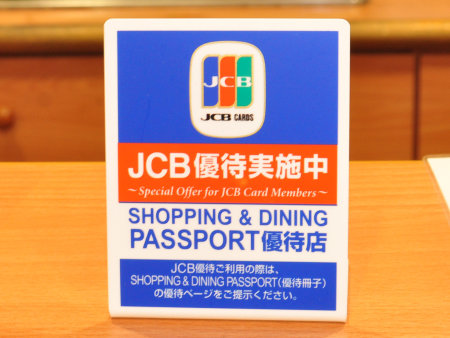 JCB
JCB CARDS
JCB優待実施中
~Special Offer for JCB Card Members~
SHOPPING & DINING
PASSPORT優待店
JCB優待ご利用の際は、
SHOPPING & DINING PASSPORT(優待冊子)
の優待ページをご提示ください。